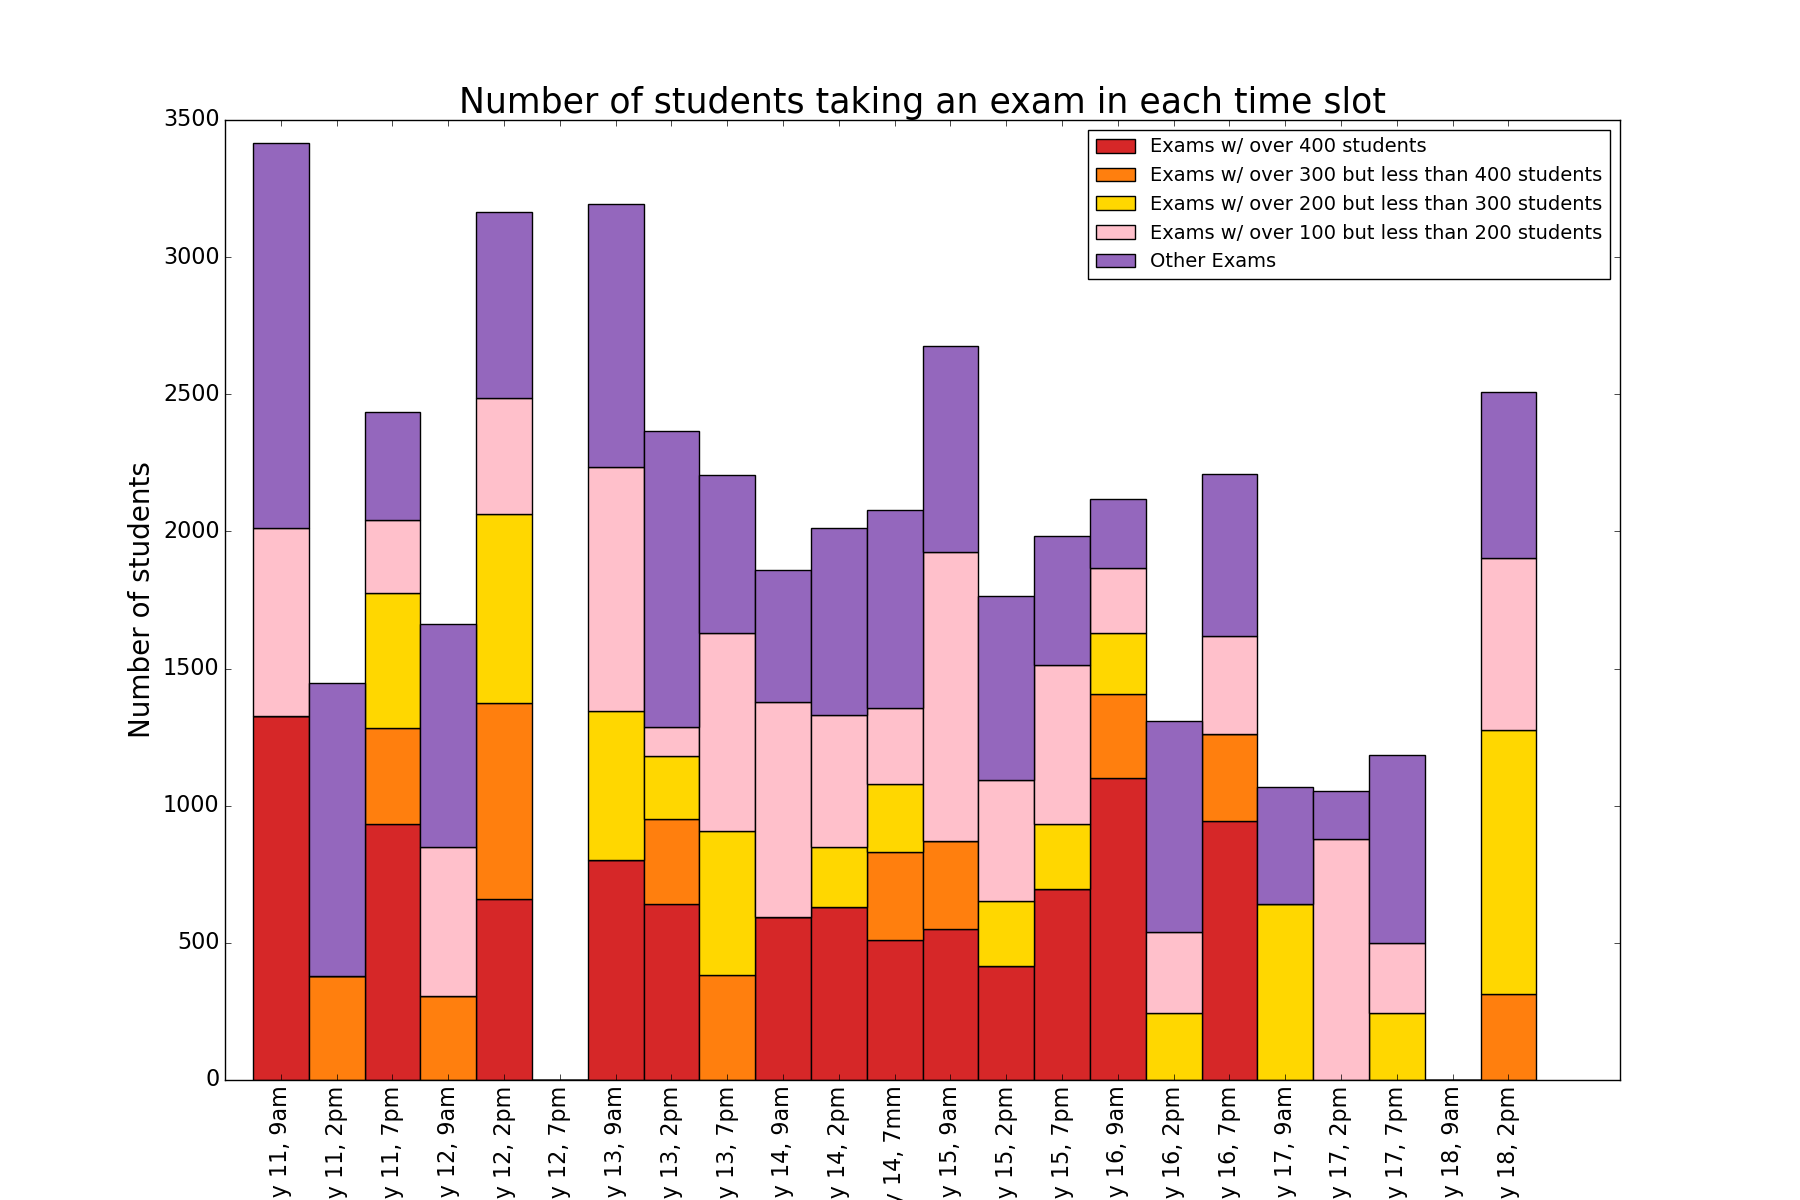 Number of students taking an exam in each time slot
Exams w/ over 400 students
Exams w/ over 300 but less than 400 students
Exams w/ over 200 but less than 300 students
Exams w/ over 100 but less than 200 students
Other Exams
Number of students
3500
3000
2500
2000
1500
1000
500
0
y 11, 9am
y 11, 2pm
y 11, 7pm
y 12, 9am
y 12, 2pm
y 12, 7pm
y 13, 9am
y 13, 2pm
y 13, 7pm
y 14, 9am
y 14, 2pm
y 14, 7mm
y 15, 9am
y 15, 2pm
y 15, 7pm
y 16, 9am
y 16, 2pm
y 16, 7pm
y 17, 9am
y 17, 2pm
y 17, 7pm
y 18, 9am
y 18, 2pm